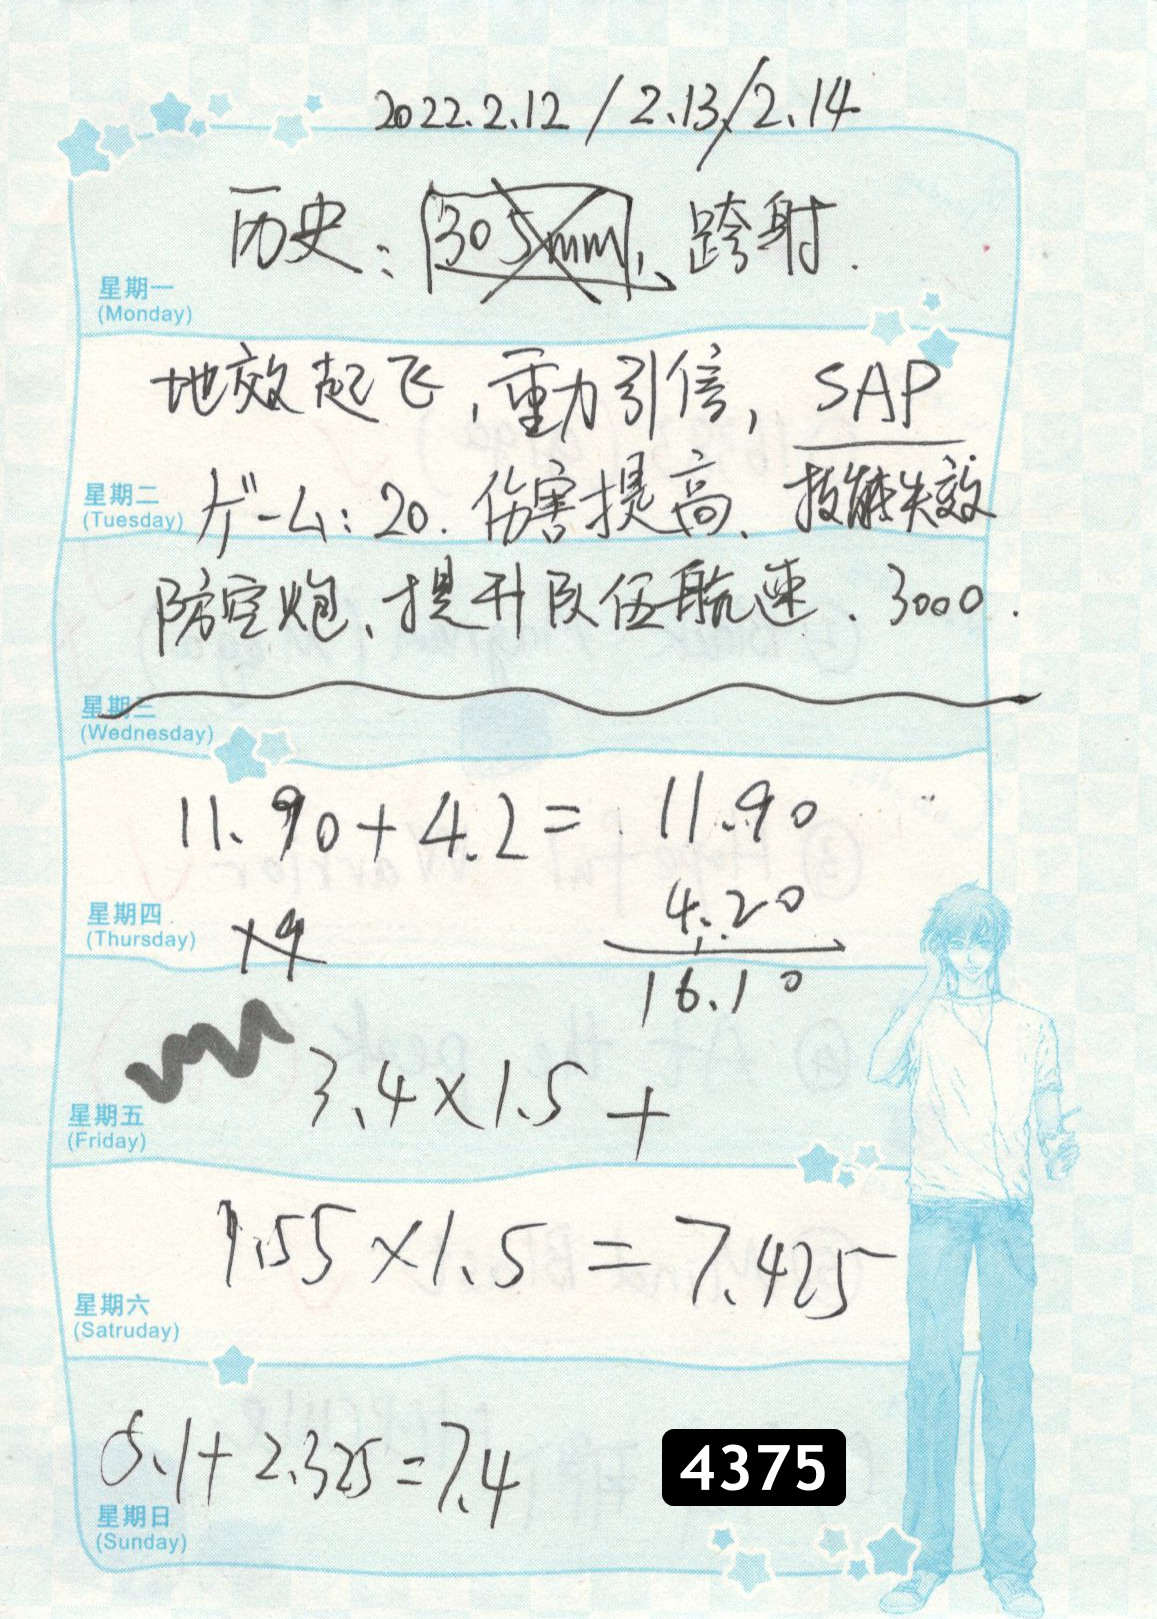 2022.2.12 / 2.13 / 2.14
历史: 305mm、跨射.
星期一
(Monday)
地效起飞, 重力引信, SAP
星期二
(Tuesday)
ゲーム: 20. 伤害提高、技能失效
防空炮、提升队伍航速、3000.
星期三
(Wednesday)
11.90+4.2= 11.90
4.20
星期四
(Thursday)
×4
16.10
3.4×1.5 +
星期五
(Friday)
1.55×1.5=7.425
星期六
(Satruday)
5.1+2.325=7.4
4375
星期日
(Sunday)